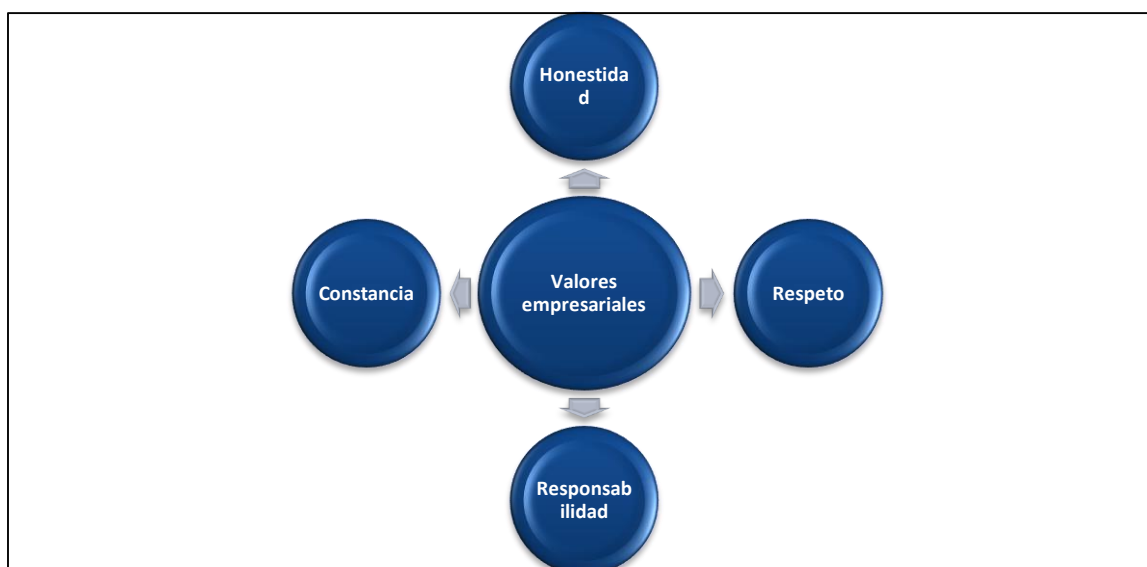 Honestida
d
Constancia
Valores
empresariales
Respeto
Responsab
ilidad